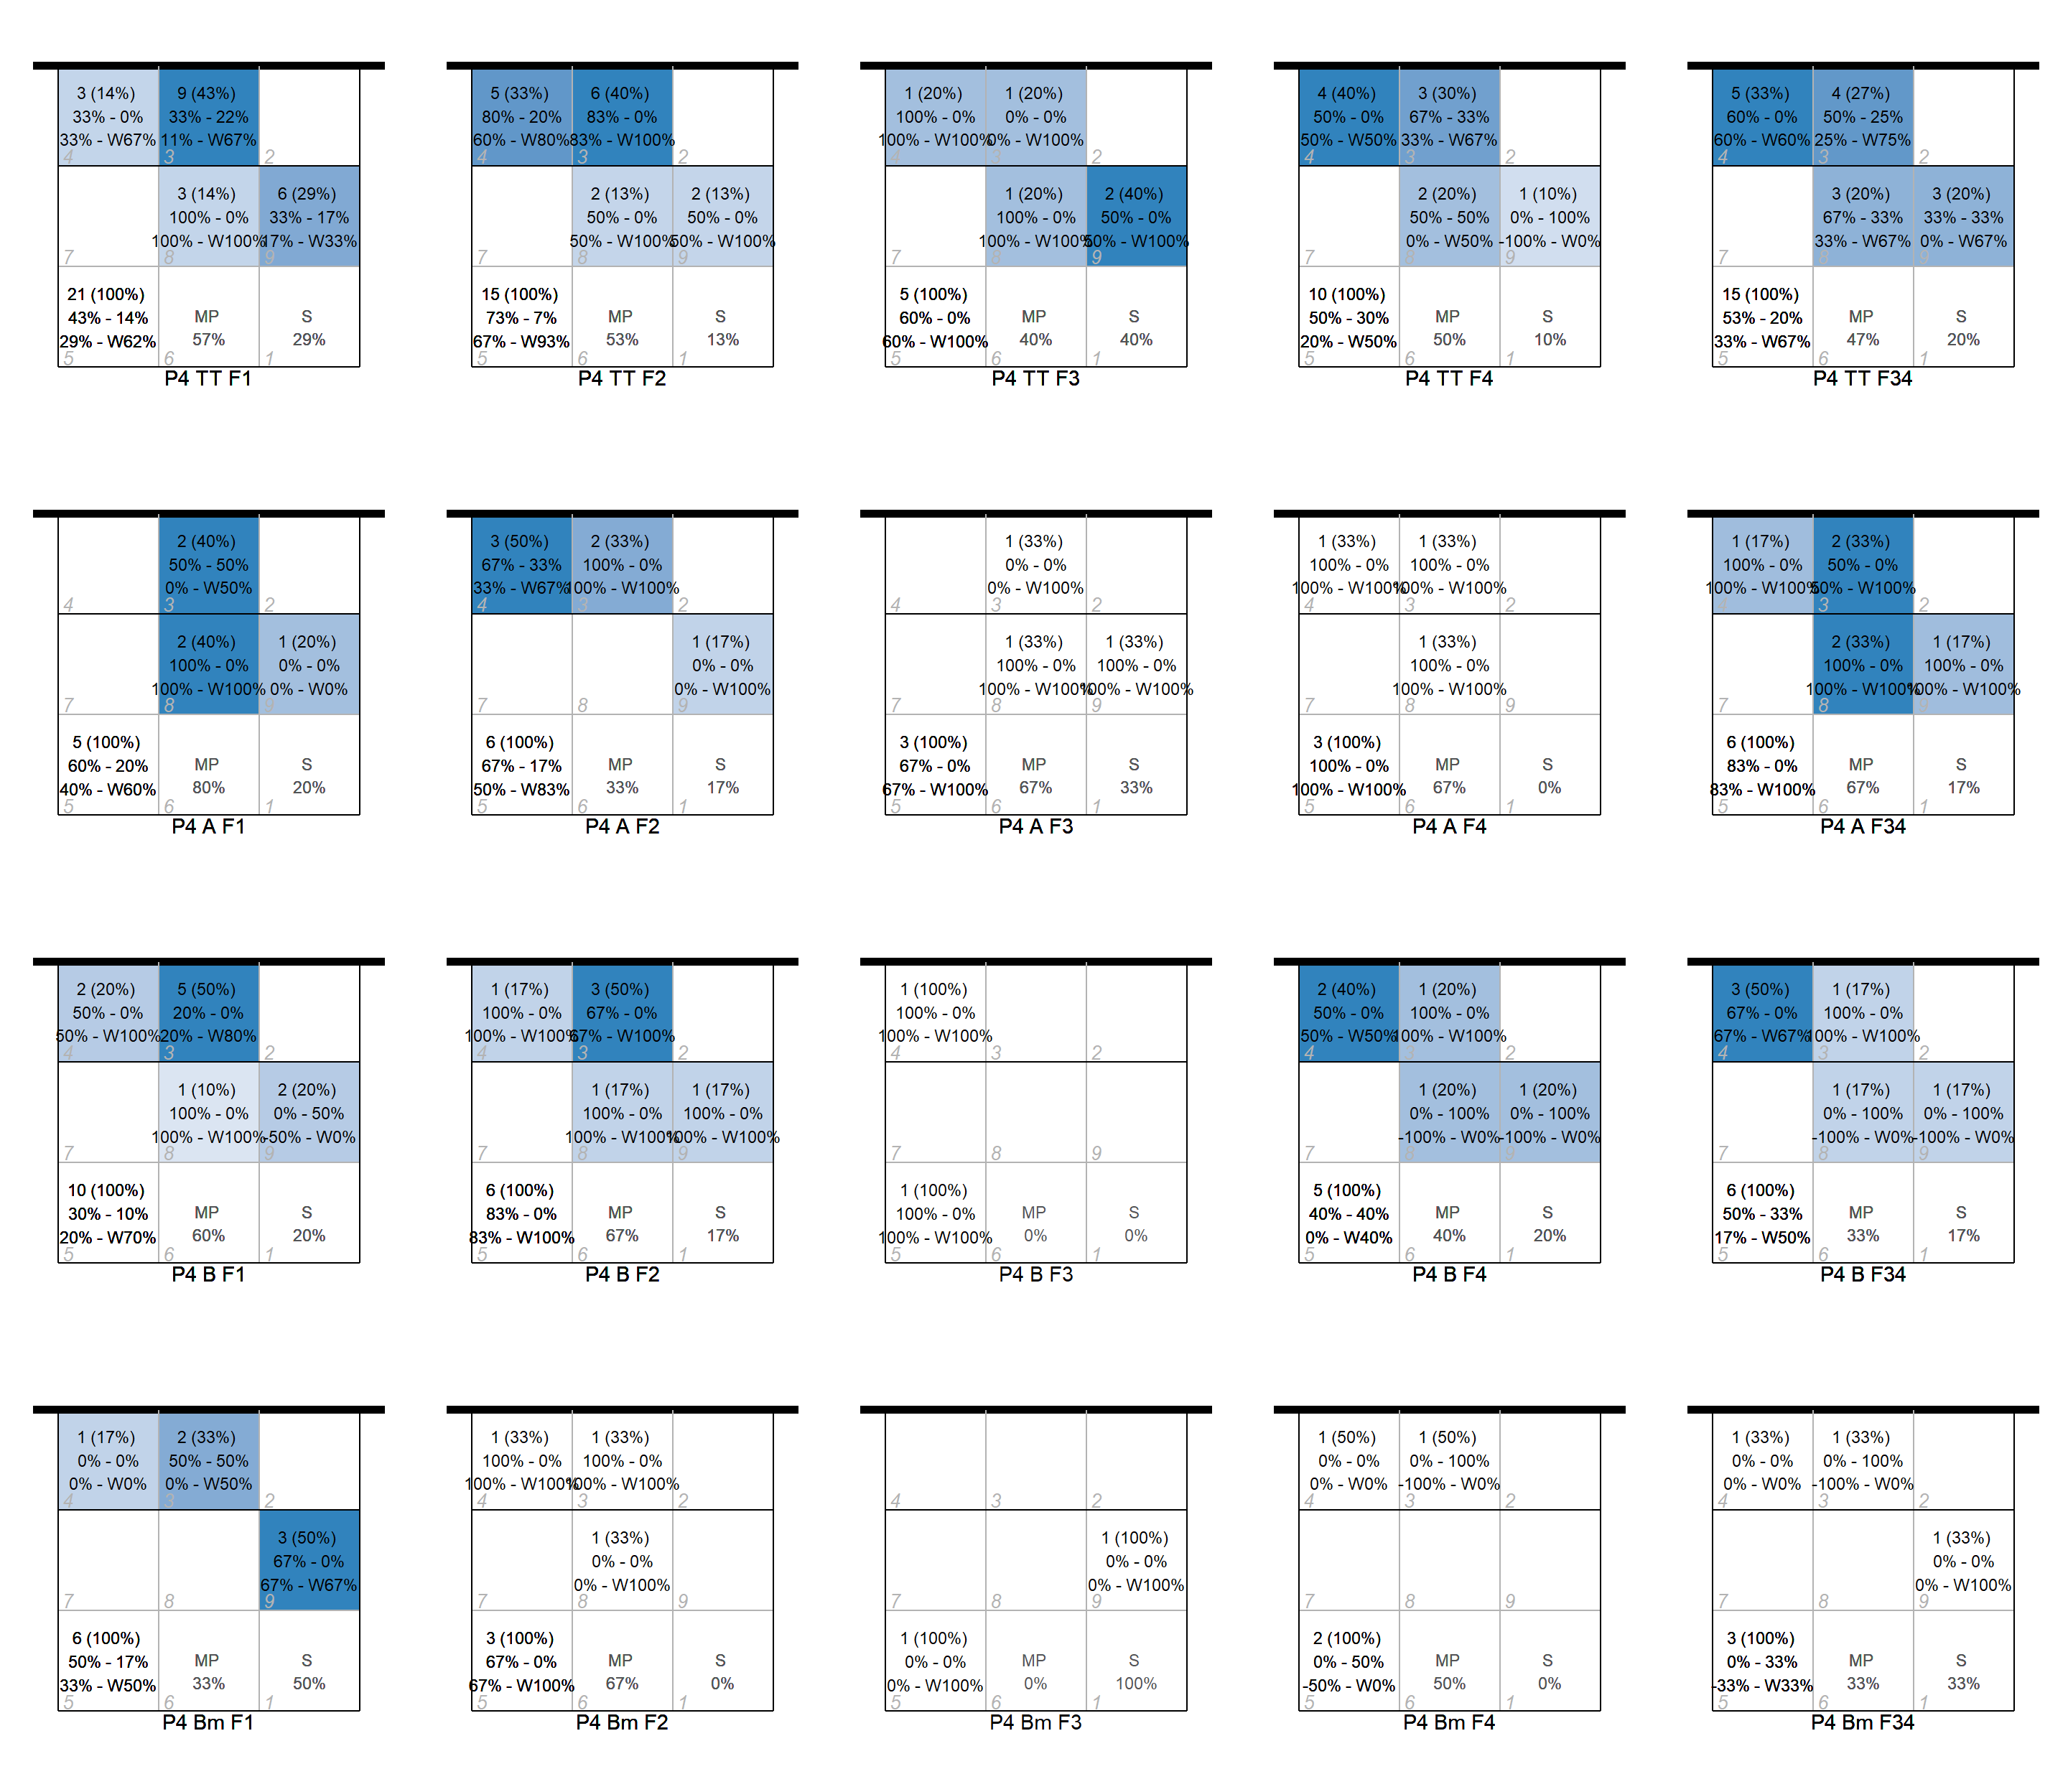 3 (14%)
33% - 0%
33% - W67%
4
9 (43%)
33% - 22%
11% - W67%
3
2
7
3 (14%)
100% - 0%
100% - W100%
8
6 (29%)
33% - 17%
17% - W33%
9
21 (100%)
43% - 14%
29% - W62%
5
MP
57%
6
S
29%
1
P4 TT F1
5 (33%)
80% - 20%
60% - W80%
4
6 (40%)
83% - 0%
83% - W100%
3
2
7
2 (13%)
50% - 0%
50% - W100%
8
2 (13%)
50% - 0%
50% - W100%
9
15 (100%)
73% - 7%
67% - W93%
5
MP
53%
6
S
13%
1
P4 TT F2
1 (20%)
100% - 0%
100% - W100%
4
1 (20%)
0% - 0%
0% - W100%
3
2
7
1 (20%)
100% - 0%
100% - W100%
8
2 (40%)
50% - 0%
50% - W100%
9
5 (100%)
60% - 0%
60% - W100%
5
MP
40%
6
S
40%
1
P4 TT F3
4 (40%)
50% - 0%
50% - W50%
4
3 (30%)
67% - 33%
33% - W67%
3
2
7
2 (20%)
50% - 50%
0% - W50%
8
1 (10%)
0% - 100%
-100% - W0%
9
10 (100%)
50% - 30%
20% - W50%
5
MP
50%
6
S
10%
1
P4 TT F4
5 (33%)
60% - 0%
60% - W60%
4
4 (27%)
50% - 25%
25% - W75%
3
2
7
3 (20%)
67% - 33%
33% - W67%
8
3 (20%)
33% - 33%
0% - W67%
9
15 (100%)
53% - 20%
33% - W67%
5
MP
47%
6
S
20%
1
P4 TT F34
4
2 (40%)
50% - 50%
0% - W50%
3
2
7
2 (40%)
100% - 0%
100% - W100%
8
1 (20%)
0% - 0%
0% - W0%
9
5 (100%)
60% - 20%
40% - W60%
5
MP
80%
6
S
20%
1
P4 A F1
3 (50%)
67% - 33%
33% - W67%
4
2 (33%)
100% - 0%
100% - W100%
3
2
7
8
1 (17%)
0% - 0%
0% - W100%
9
6 (100%)
67% - 17%
50% - W83%
5
MP
33%
6
S
17%
1
P4 A F2
4
1 (33%)
0% - 0%
0% - W100%
3
2
7
1 (33%)
100% - 0%
100% - W100%
8
1 (33%)
100% - 0%
100% - W100%
9
3 (100%)
67% - 0%
67% - W100%
5
MP
67%
6
S
33%
1
P4 A F3
1 (33%)
100% - 0%
100% - W100%
4
1 (33%)
100% - 0%
100% - W100%
3
2
7
1 (33%)
100% - 0%
100% - W100%
8
9
3 (100%)
100% - 0%
100% - W100%
5
MP
67%
6
S
0%
1
P4 A F4
1 (17%)
100% - 0%
100% - W100%
4
2 (33%)
50% - 0%
50% - W100%
3
2
7
2 (33%)
100% - 0%
100% - W100%
8
1 (17%)
100% - 0%
100% - W100%
9
6 (100%)
83% - 0%
83% - W100%
5
MP
67%
6
S
17%
1
P4 A F34
2 (20%)
50% - 0%
50% - W100%
4
5 (50%)
20% - 0%
20% - W80%
3
2
7
1 (10%)
100% - 0%
100% - W100%
8
2 (20%)
0% - 50%
-50% - W0%
9
10 (100%)
30% - 10%
20% - W70%
5
MP
60%
6
S
20%
1
P4 B F1
1 (17%)
100% - 0%
100% - W100%
4
3 (50%)
67% - 0%
67% - W100%
3
2
7
1 (17%)
100% - 0%
100% - W100%
8
1 (17%)
100% - 0%
100% - W100%
9
6 (100%)
83% - 0%
83% - W100%
5
MP
67%
6
S
17%
1
P4 B F2
1 (100%)
100% - 0%
100% - W100%
4
3
2
7
8
9
1 (100%)
100% - 0%
100% - W100%
5
MP
0%
6
S
0%
1
P4 B F3
2 (40%)
50% - 0%
50% - W50%
4
1 (20%)
100% - 0%
100% - W100%
3
2
7
1 (20%)
0% - 100%
-100% - W0%
8
1 (20%)
0% - 100%
-100% - W0%
9
5 (100%)
40% - 40%
0% - W40%
5
MP
40%
6
S
20%
1
P4 B F4
3 (50%)
67% - 0%
67% - W67%
4
1 (17%)
100% - 0%
100% - W100%
3
2
7
1 (17%)
0% - 100%
-100% - W0%
8
1 (17%)
0% - 100%
-100% - W0%
9
6 (100%)
50% - 33%
17% - W50%
5
MP
33%
6
S
17%
1
P4 B F34
1 (17%)
0% - 0%
0% - W0%
4
2 (33%)
50% - 50%
0% - W50%
3
2
7
8
3 (50%)
67% - 0%
67% - W67%
9
6 (100%)
50% - 17%
33% - W50%
5
MP
33%
6
S
50%
1
P4 Bm F1
1 (33%)
100% - 0%
100% - W100%
4
1 (33%)
100% - 0%
100% - W100%
3
2
7
1 (33%)
0% - 0%
0% - W100%
8
9
3 (100%)
67% - 0%
67% - W100%
5
MP
67%
6
S
0%
1
P4 Bm F2
4
3
2
7
8
1 (100%)
0% - 0%
0% - W100%
9
1 (100%)
0% - 0%
0% - W100%
5
MP
0%
6
S
100%
1
P4 Bm F3
1 (50%)
0% - 0%
0% - W0%
4
1 (50%)
0% - 100%
-100% - W0%
3
2
7
8
9
2 (100%)
0% - 50%
-50% - W0%
5
MP
50%
6
S
0%
1
P4 Bm F4
1 (33%)
0% - 0%
0% - W0%
4
1 (33%)
0% - 100%
-100% - W0%
3
2
7
8
1 (33%)
0% - 0%
0% - W100%
9
3 (100%)
0% - 33%
-33% - W33%
5
MP
33%
6
S
33%
1
P4 Bm F34